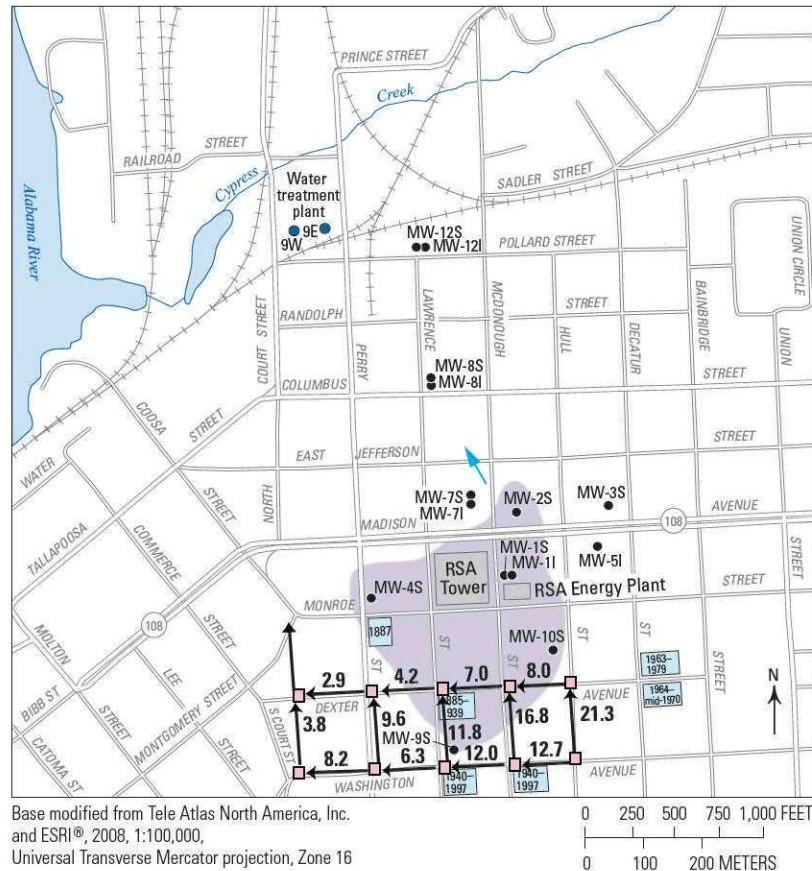 PRINCE STREET
Creek
Cypress
RAILROAD STREET
SADLER STREET
Alabama River
Water
treatment
plant
9E
9W
MW-12S
MW-12I
POLLARD STREET
UNION CIRCLE
RANDOLPH STREET
COURT STREET
PERRY
LAWRENCE
MCDONOUGH
HULL
DECATUR
BAINBRIDGE
UNION
MW-8S
MW-8I
COLUMBUS STREET
COOSA STREET
WATER STREET
EAST JEFFERSON STREET
NORTH
MW-7S
MW-7I
MW-2S
MW-3S
MADISON AVENUE
108
TALLAPOOSA
COMMERCE STREET
MW-1S
MW-1I
MW-5I
RSA
Tower
RSA Energy Plant
MW-4S
MONROE STREET
108
MOLTON STREET
LEE STREET
1887
ST
ST
ST
ST
ST
STREET
STREET
MW-10S
1963–
1979
1964–
mid-1970
N
BIBB ST
MONTGOMERY STREET
CATOMA ST
S COURT ST
2.9
4.2
7.0
8.0
DEXTER AVENUE
885–
939
3.8
9.6
11.8
16.8
21.3
MW-9S
8.2
6.3
12.0
12.7
WASHINGTON AVENUE
1940–
1997
1940–
1997
Base modified from Tele Atlas North America, Inc.
and ESRI®, 2008, 1:100,000,
Universal Transverse Mercator projection, Zone 16
0 250 500 750 1,000 FEET
0 100 200 METERS